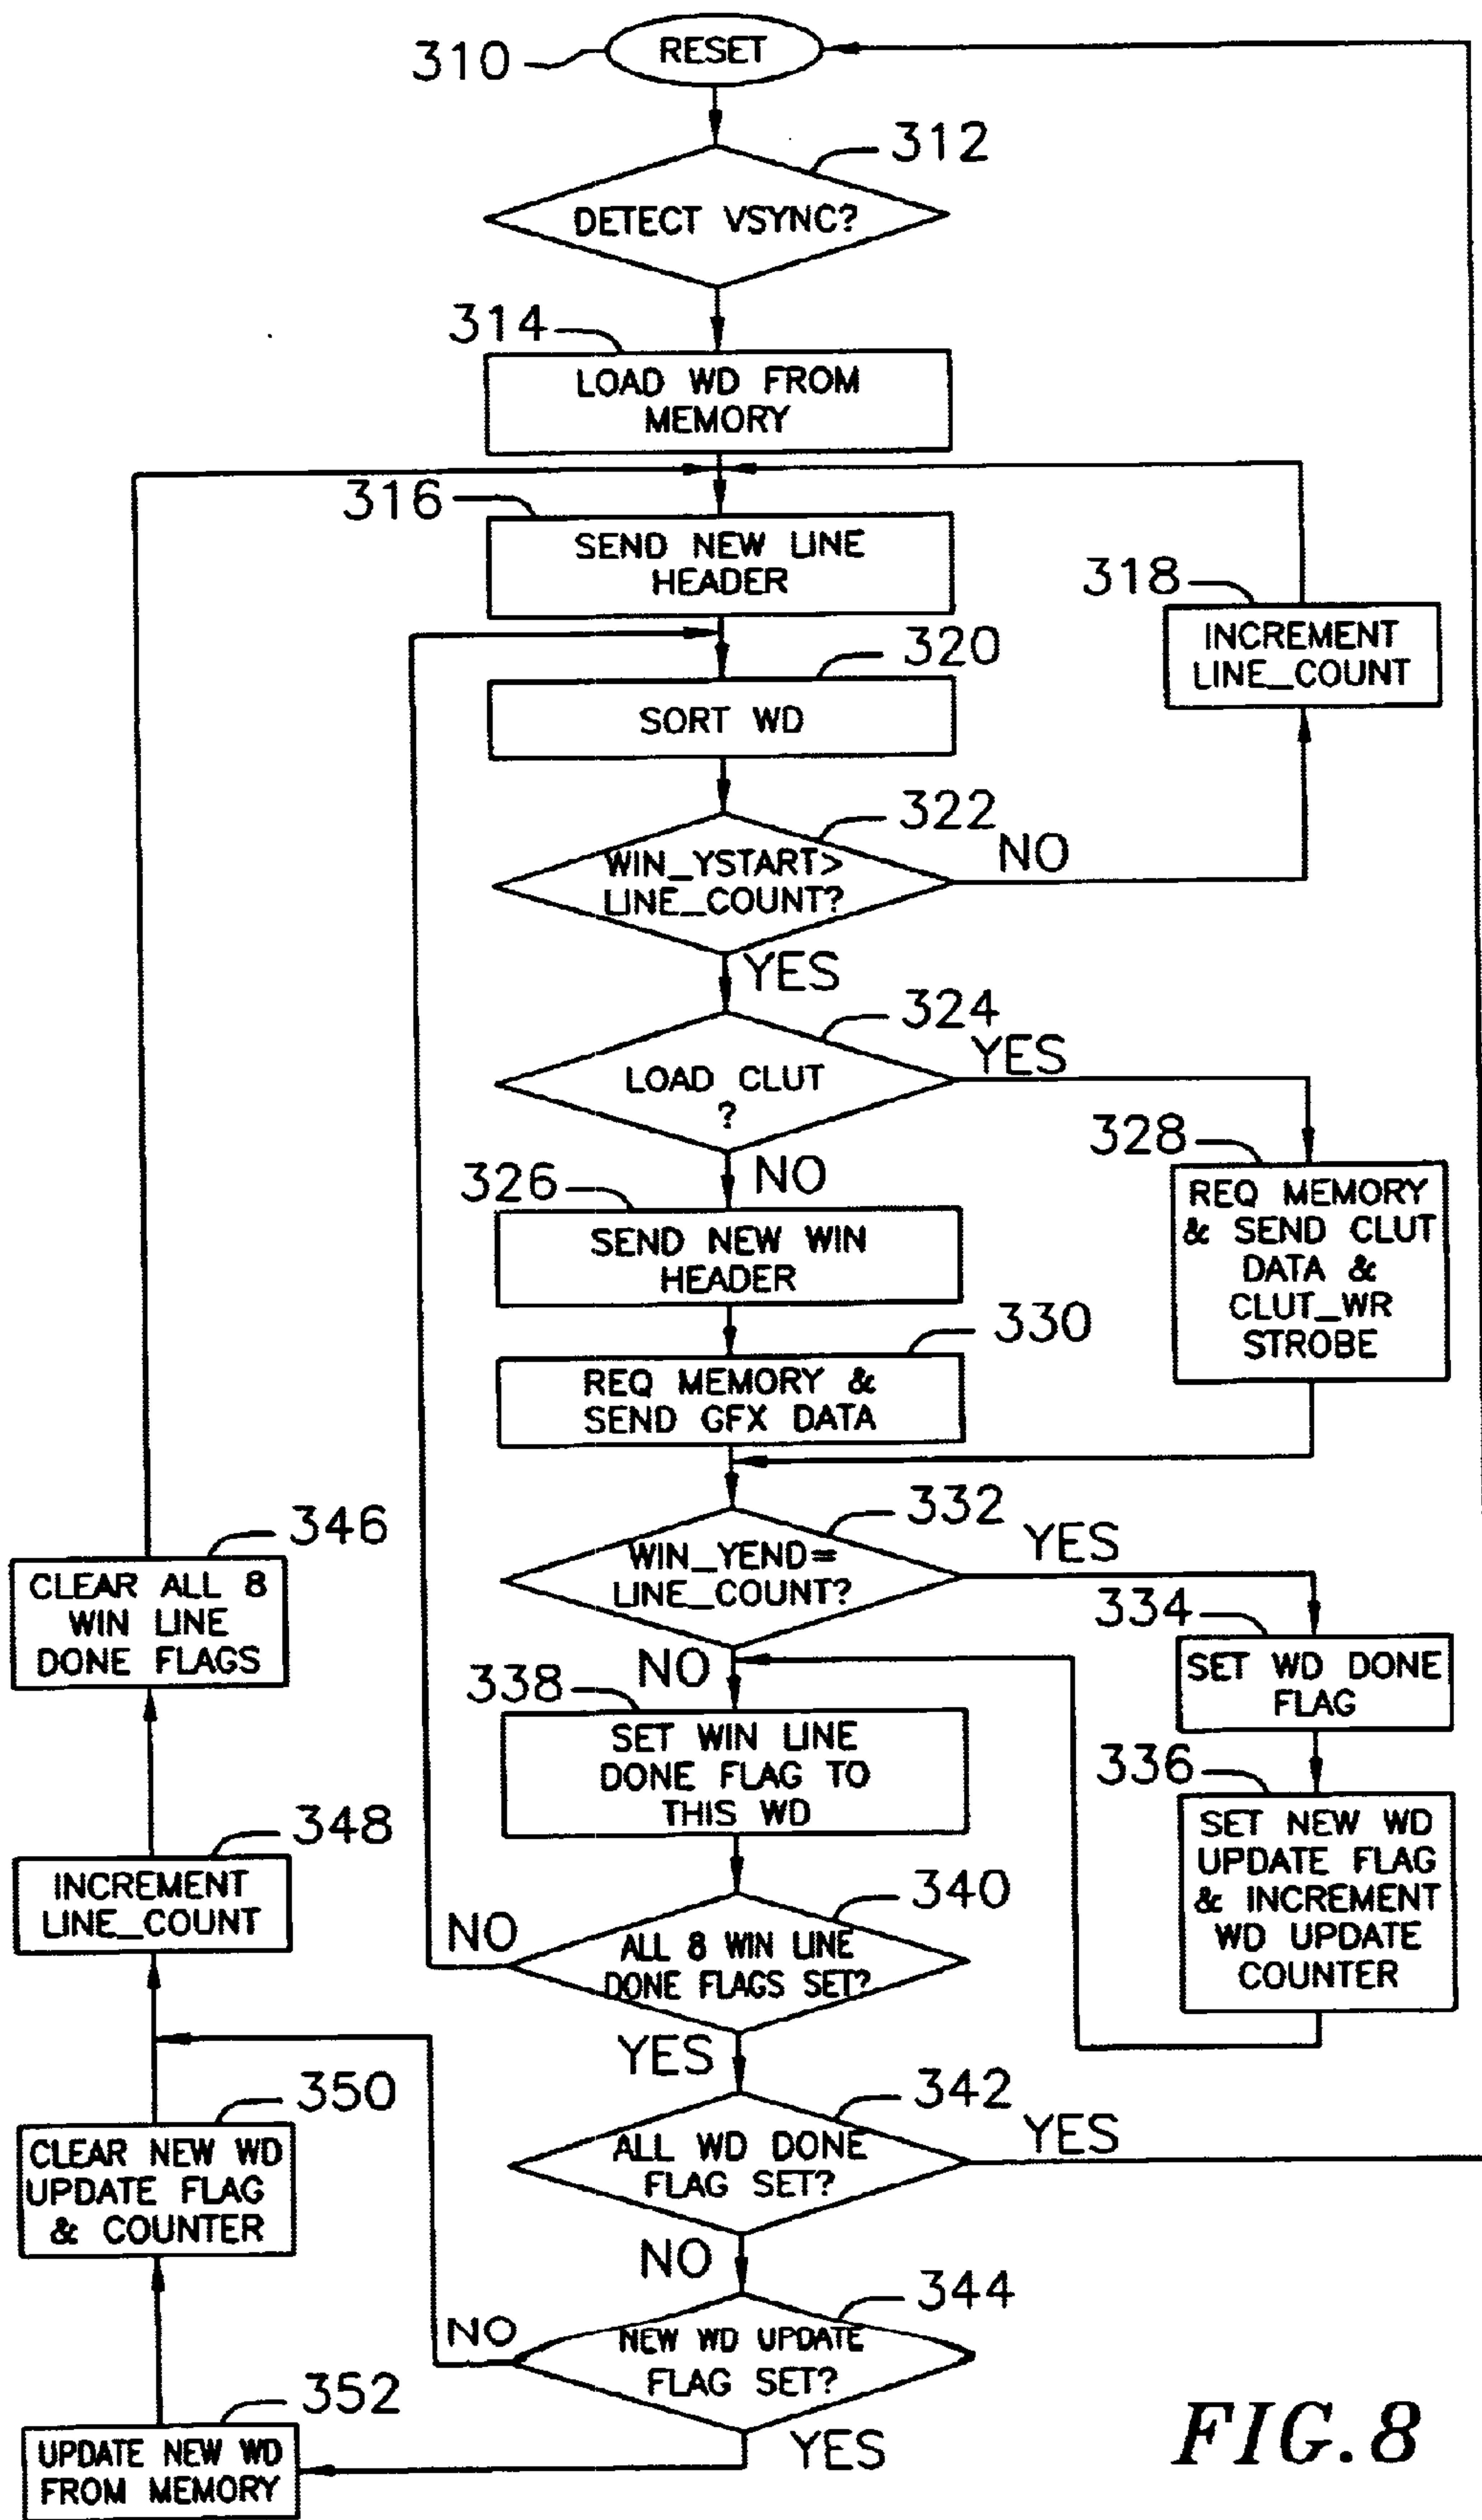 310
RESET
312
DETECT VSYNC?
314
LOAD WD FROM
MEMORY
316
SEND NEW LINE
HEADER
318
INCREMENT
LINE_COUNT
320
SORT WD
322
WIN_YSTART>
LINE_COUNT?
NO
YES
324
LOAD CLUT
?
YES
NO
326
SEND NEW WIN
HEADER
328
REQ MEMORY
& SEND CLUT
DATA &
CLUT_WR
STROBE
330
REQ MEMORY &
SEND GFX DATA
332
WIN_YEND=
LINE_COUNT?
YES
NO
334
SET WD DONE
FLAG
336
SET NEW WD
UPDATE FLAG
& INCREMENT
WD UPDATE
COUNTER
338
SET WIN LINE
DONE FLAG TO
THIS WD
340
ALL 8 WIN LINE
DONE FLAGS SET?
NO
YES
342
ALL WD DONE
FLAG SET?
YES
NO
344
NEW WD UPDATE
FLAG SET?
NO
YES
346
CLEAR ALL 8
WIN LINE
DONE FLAGS
348
INCREMENT
LINE_COUNT
350
CLEAR NEW WD
UPDATE FLAG
& COUNTER
352
UPDATE NEW WD
FROM MEMORY
FIG.8